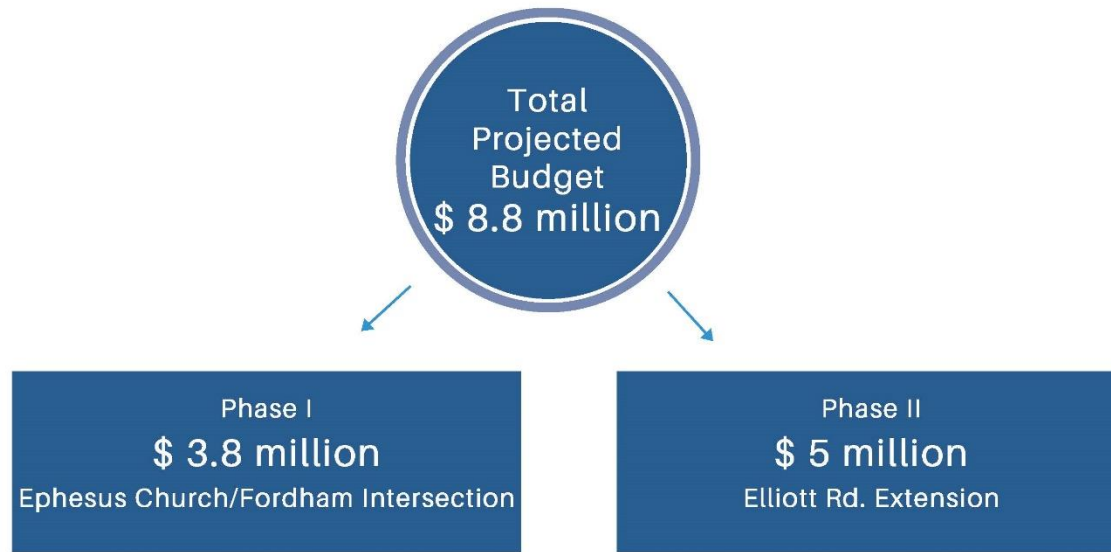 Total
Projected
Budget
$ 8.8 million
Phase I
$ 3.8 million
Ephesus Church/Fordham Intersection
Phase II
$ 5 million
Elliott Rd. Extension